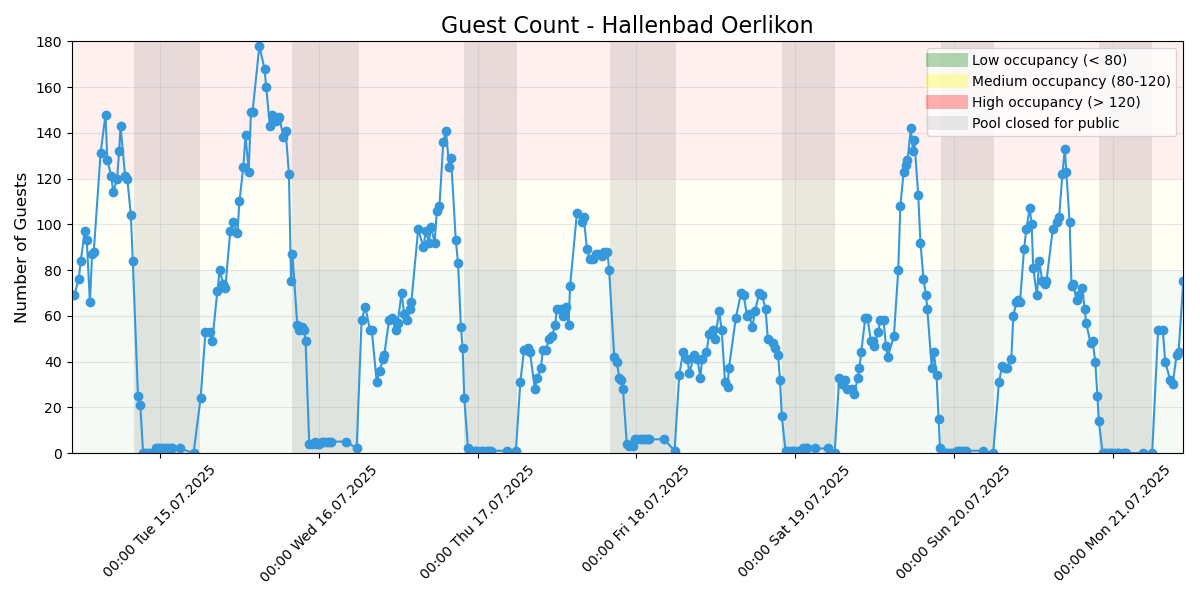 Guest Count - Hallenbad Oerlikon
Number of Guests
180
160
140
120
100
80
60
40
20
0
Low occupancy (< 80)
Medium occupancy (80-120)
High occupancy (> 120)
Pool closed for public
00:00 Tue 15.07.2025
00:00 Wed 16.07.2025
00:00 Thu 17.07.2025
00:00 Fri 18.07.2025
00:00 Sat 19.07.2025
00:00 Sun 20.07.2025
00:00 Mon 21.07.2025